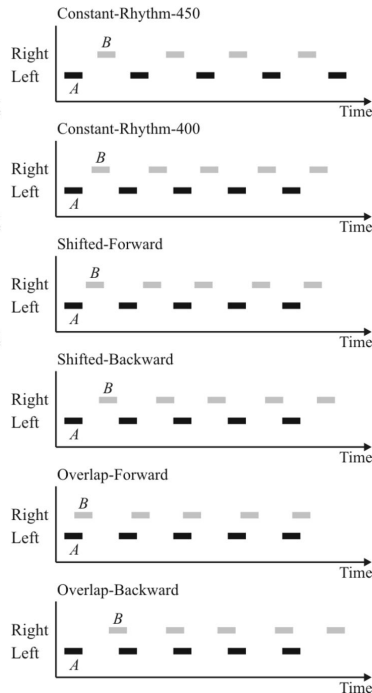 Constant-Rhythm-450
B
Right
Left
A
Time
Constant-Rhythm-400
B
Right
Left
A
Time
Shifted-Forward
B
Right
Left
A
Time
Shifted-Backward
B
Right
Left
A
Time
Overlap-Forward
B
Right
Left
A
Time
Overlap-Backward
B
Right
Left
A
Time